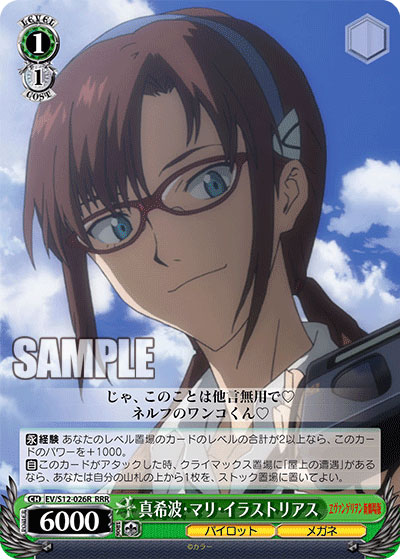 LEVEL
1
1
COST
SAMPLE
じゃ、このことは他言無用で♡
ネルフのワンコくん♡
永 経験 あなたのレベル置場のカードのレベルの合計が2以上なら、このカードのパワーを＋1000。
自 このカードがアタックした時、クライマックス置場に「屋上の遭遇」があるなら、あなたは自分の山札の上から1枚を、ストック置場に置いてよい。
CH EV/S12-026R RRR
POWER
6000
真希波・マリ・イラストリアス
パイロット
メガネ
©カラー